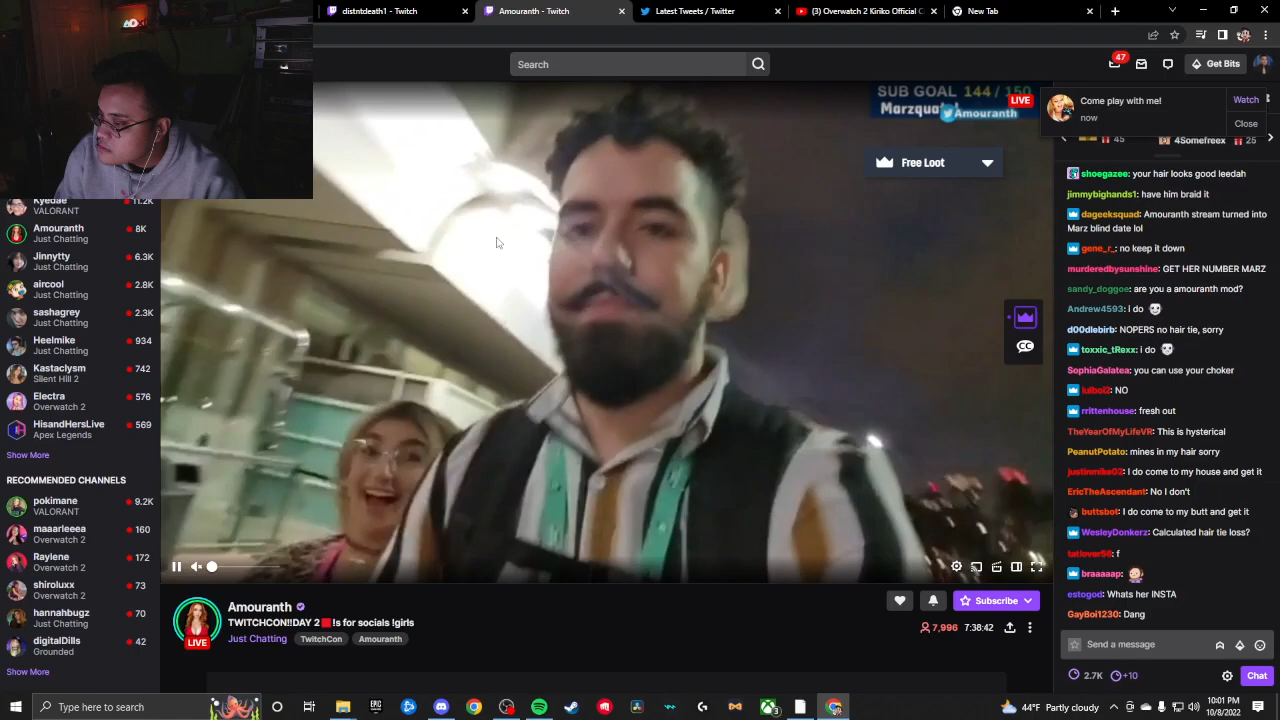 distntdeath1 - Twitch
Amouranth - Twitch
Latest Tweets / Twitter
(3) Overwatch 2 Kiriko Official C
New Tab
Search
47
Get Bits
SUB GOAL 144 / 150
Amouranth
LIVE
Come play with me!
now
Watch
Close
Free Loot
45
4Somefreex
25
Kyedae
VALORANT
11.2K
Amouranth
Just Chatting
8K
Jinnytty
Just Chatting
6.3K
aircool
Just Chatting
2.8K
sashagrey
Just Chatting
2.3K
Heelmike
Just Chatting
934
Kastaclysm
Silent Hill 2
742
Electra
Overwatch 2
576
HisandHersLive
Apex Legends
569
Show More
RECOMMENDED CHANNELS
pokimane
VALORANT
9.2K
maaarleeea
Overwatch 2
160
Raylene
Overwatch 2
172
shiroluxx
Overwatch 2
73
hannahbugz
Overwatch 2
70
digitalDills
Grounded
42
Show More
CC
LIVE
Amouranth
TWITCHCON!!DAY 2 !s for socials !girls
Just Chatting
TwitchCon
Amouranth
Subscribe
7,996
7:38:42
shoegazee: your hair looks good leedah
jimmybighands1: have him braid it
dageeksquad: Amouranth stream turned into
Marz blind date lol
gene_r_: no keep it down
murderedbysunshine: GET HER NUMBER MARZ
sandy_doggoe: are you a amouranth mod?
Andrew4593: i do
d00dlebirb: NOPERS no hair tie, sorry
toxxic_tRexx: i do
SophiaGalatea: you can use your choker
lulboi2: NO
rrittenhouse: fresh out
TheYearOfMyLifeVR: This is hysterical
PeanutPotato: mines in my hair sorry
justinmike02: I do come to my house and get it
EricTheAscendant: No I don't
buttsbot: I do come to my butt and get it
WesleyDonkerz: Calculated hair tie loss?
tatlover98: f
braaaaap:
estogod: Whats her INSTA
GayBoi1230: Dang
Send a message
2.7K
+10
Chat
Type here to search
EPIC
3
44°F Partly cloudy
10:01 PM
10/8/2022